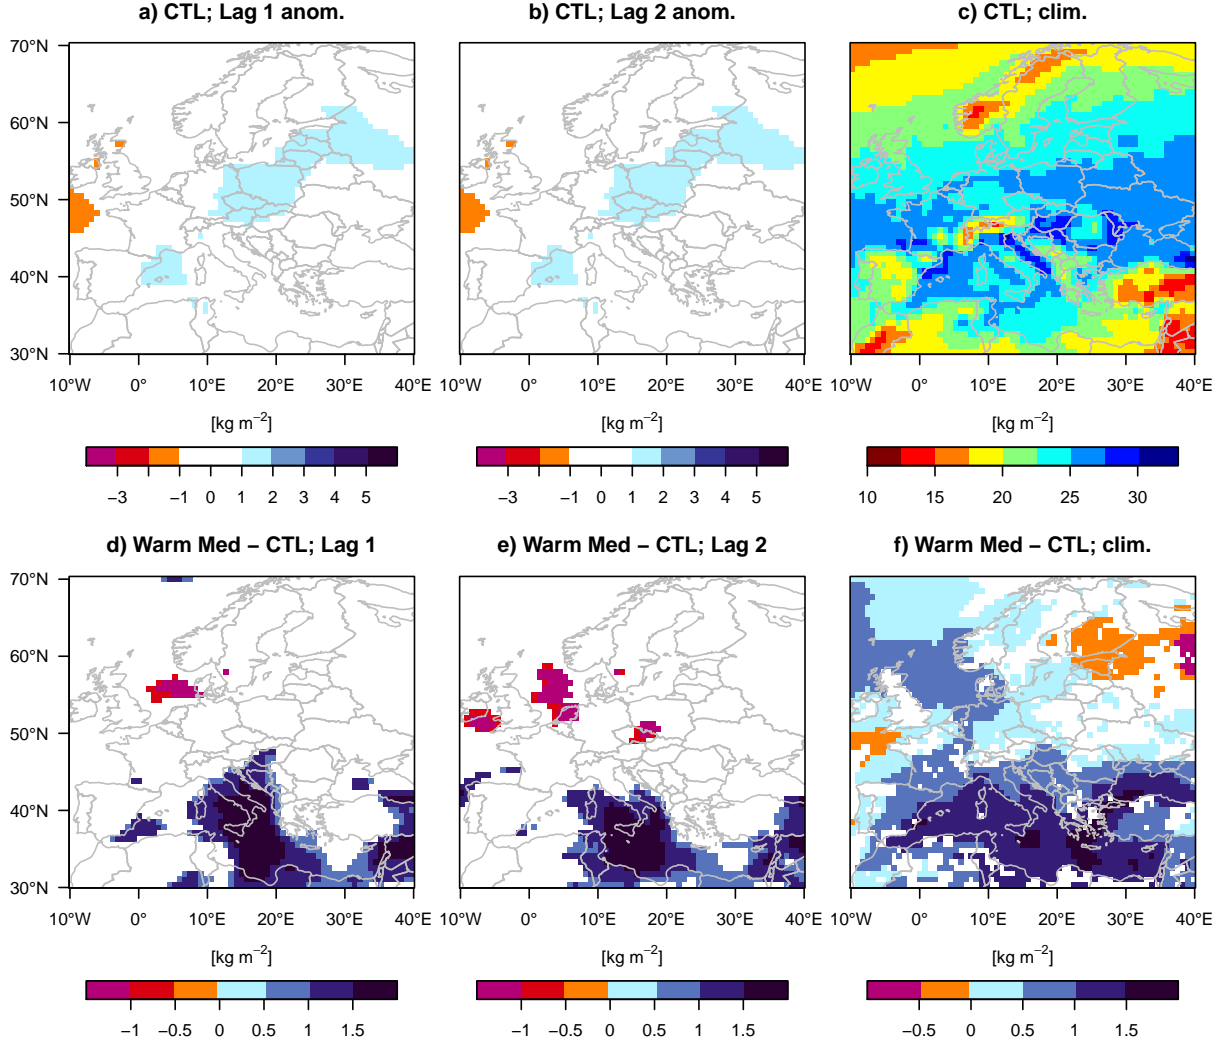 a) CTL; Lag 1 anom.
b) CTL; Lag 2 anom.
c) CTL; clim.
70°N
60°N
50°N
40°N
30°N
10°W 0° 10°E 20°E 30°E 40°E
10°W 0° 10°E 20°E 30°E 40°E
10°W 0° 10°E 20°E 30°E 40°E
[kg m−2]
[kg m−2]
[kg m−2]
−3 −1 0 1 2 3 4 5
−3 −1 0 1 2 3 4 5
10 15 20 25 30
d) Warm Med − CTL; Lag 1
e) Warm Med − CTL; Lag 2
f) Warm Med − CTL; clim.
70°N
60°N
50°N
40°N
30°N
10°W 0° 10°E 20°E 30°E 40°E
10°W 0° 10°E 20°E 30°E 40°E
10°W 0° 10°E 20°E 30°E 40°E
[kg m−2]
[kg m−2]
[kg m−2]
−1 −0.5 0 0.5 1 1.5
−1 −0.5 0 0.5 1 1.5
−0.5 0 0.5 1 1.5